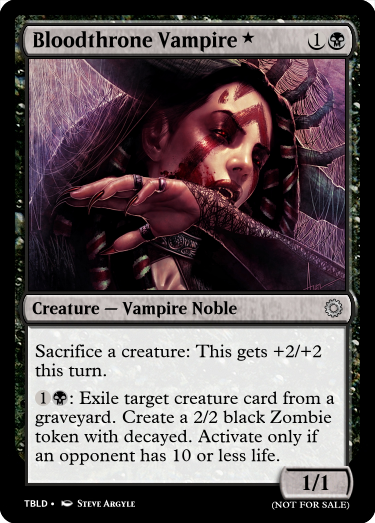 Bloodthrone Vampire ★ 1
Creature — Vampire Noble
Sacrifice a creature: This gets +2/+2
this turn.
1 : Exile target creature card from a
graveyard. Create a 2/2 black Zombie
token with decayed. Activate only if
an opponent has 10 or less life.
1/1
TBLD • Steve Argyle
(NOT FOR SALE)